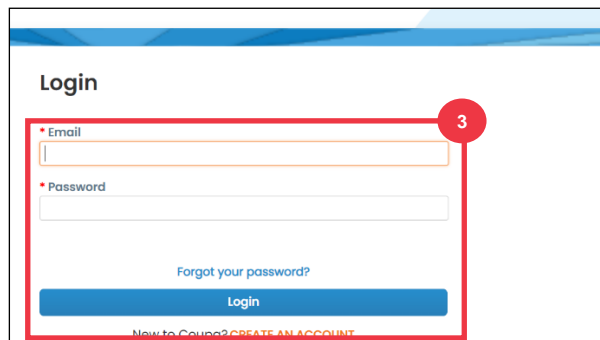 Login
3
* Email
* Password
Forgot your password?
Login
New to Coupa? CREATE AN ACCOUNT